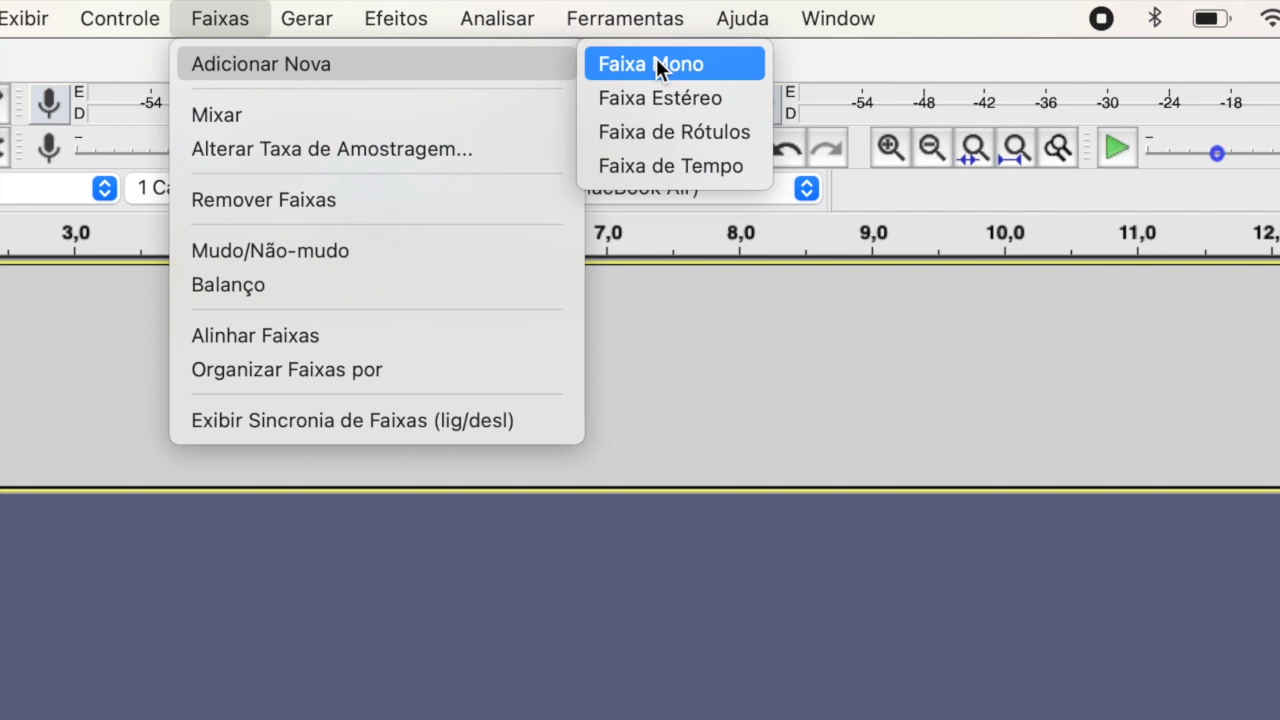 Exibir Controle Faixas Gerar Efeitos Analisar Ferramentas Ajuda Window
Adicionar Nova
Mixar
Alterar Taxa de Amostragem...
Remover Faixas
Mudo/Não-mudo
Balanço
Alinhar Faixas
Organizar Faixas por
Exibir Sincronia de Faixas (lig/desl)
Faixa Mono
Faixa Estéreo
Faixa de Rótulos
Faixa de Tempo
E
D
-54
E
D
-54 -48 -42 -36 -30 -24 -18
1
3,0 7,0 8,0 9,0 10,0 11,0 12,